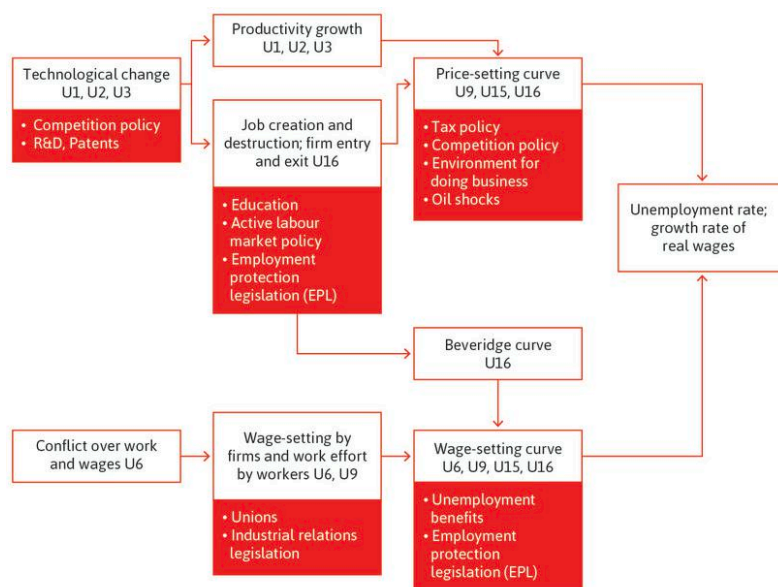 Technological change
U1, U2, U3
• Competition policy
• R&D, Patents
Productivity growth
U1, U2, U3
Job creation and
destruction; firm entry
and exit U16
• Education
• Active labour
market policy
• Employment
protection
legislation (EPL)
Price-setting curve
U9, U15, U16
• Tax policy
• Competition policy
• Environment for
doing business
• Oil shocks
Unemployment rate;
growth rate of
real wages
Beveridge curve
U16
Conflict over work
and wages U6
Wage-setting by
firms and work effort
by workers U6, U9
• Unions
• Industrial relations
legislation
Wage-setting curve
U6, U9, U15, U16
• Unemployment
benefits
• Employment
protection
legislation (EPL)